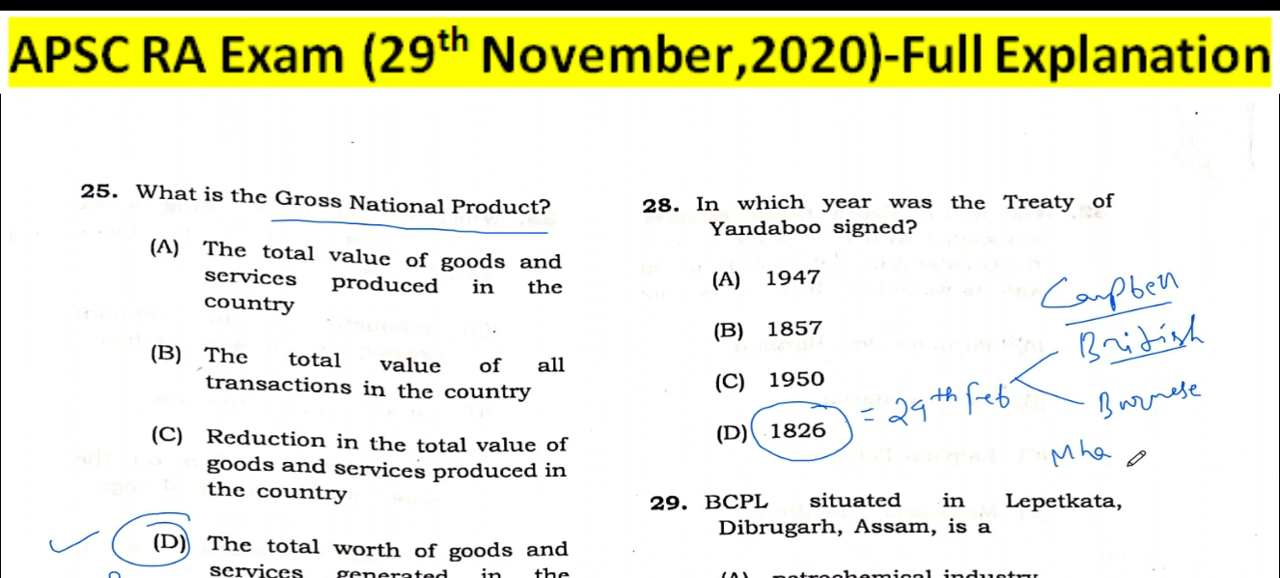 APSC RA Exam (29th November,2020)-Full Explanation
25. What is the Gross National Product?
(A) The total value of goods and
services produced in the
country
(B) The total value of all
transactions in the country
(C) Reduction in the total value of
goods and services produced in
the country
(D) The total worth of goods and
services generated in the
28. In which year was the Treaty of
Yandaboo signed?
(A) 1947
(B) 1857
(C) 1950
(D) 1826 = 24th feb
Campbell
British
Burmese
Mha
29. BCPL situated in Lepetkata,
Dibrugarh, Assam, is a
(A) petrochemical industry